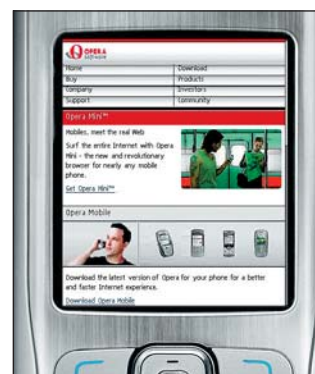 OPERA
SOFTWARE
Home Download
Buy Products
Company Investors
Support Community
Opera Mini™
Mobiles, meet the real Web
Surf the entire Internet with Opera
Mini - the new and revolutionary
browser for nearly any mobile
phone.
Get Opera Mini™
Opera Mobile
Download the latest version of Opera for your phone for a better
and faster Internet experience.
Download Opera Mobile